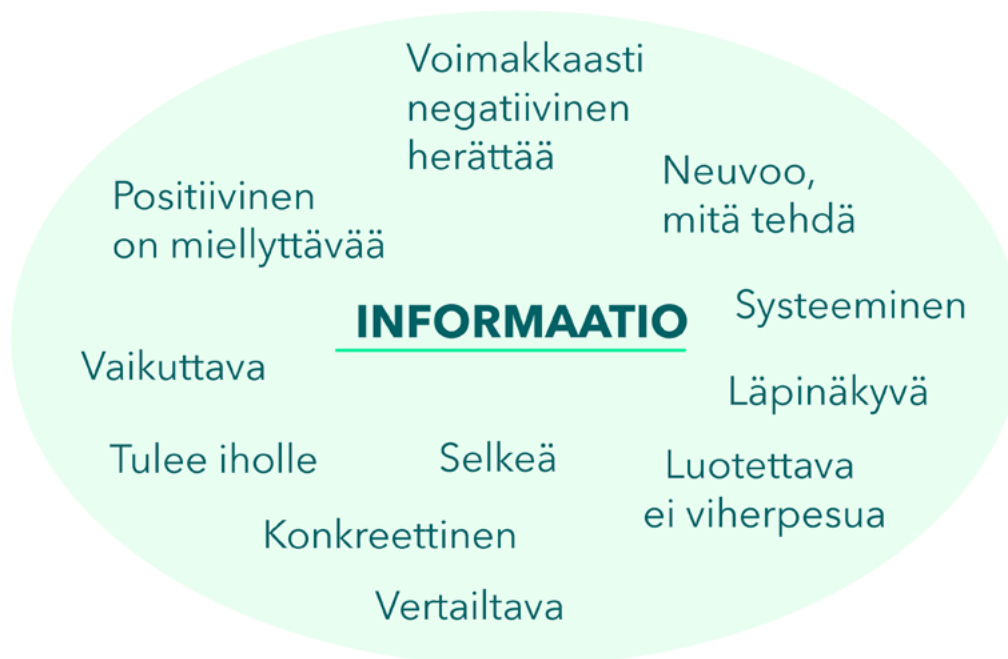 Voimakkaasti
negatiivinen
herättää
Neuvoo,
mitä tehdä
Positiivinen
on miellyttävää
INFORMAATIO
Systeeminen
Vaikuttava
Läpinäkyvä
Tulee iholle
Selkeä
Luotettava
ei viherpesua
Konkreettinen
Vertailtava